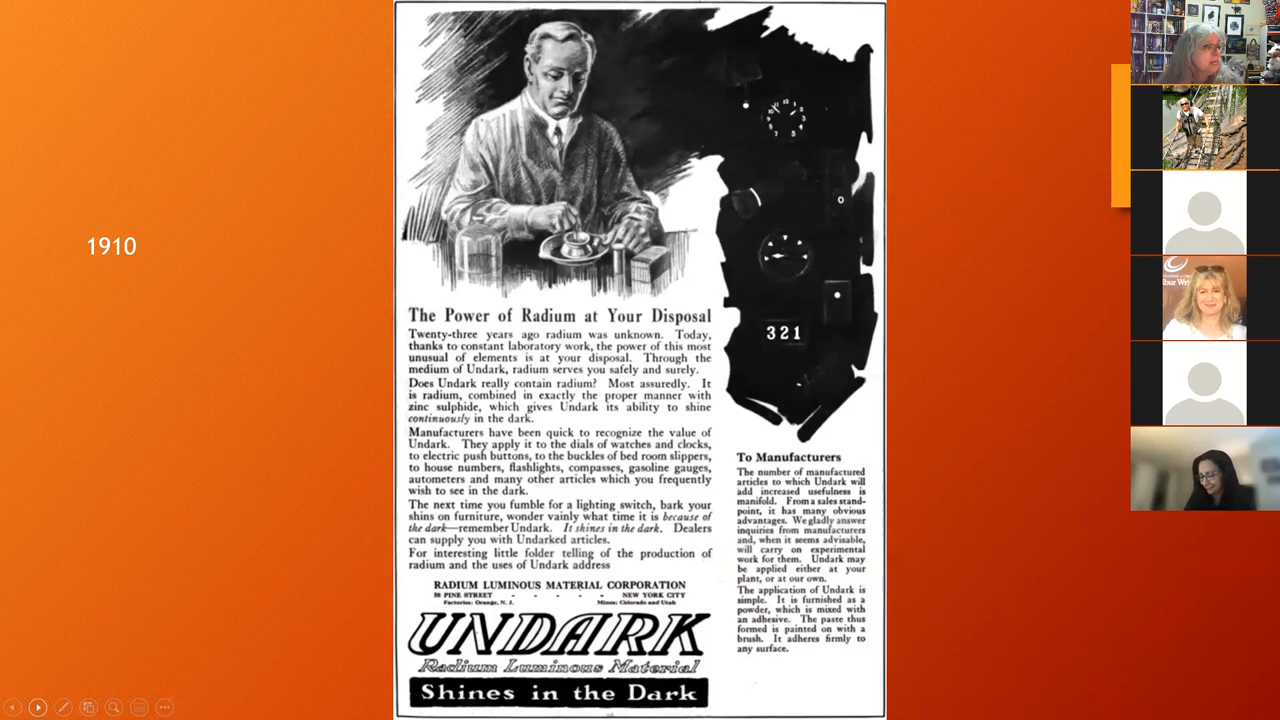 1910
The Power of Radium at Your Disposal
Twenty-three years ago radium was unknown. Today,
thanks to constant laboratory work, the power of this most
unusual of elements is at your disposal. Through the
medium of Undark, radium serves you safely and surely.
Does Undark really contain radium? Most assuredly. It
is radium, combined in exactly the proper manner with
zinc sulphide, which gives Undark its ability to shine
continuously in the dark.
Manufacturers have been quick to recognize the value of
Undark. They apply it to the dials of watches and clocks,
to electric push buttons, to the buckles of bed room slippers,
to house numbers, flashlights, compasses, gasoline gauges,
autometers and many other articles which you frequently
wish to see in the dark.
The next time you fumble for a lighting switch, bark your
shins on furniture, wonder vainly what time it is because of
the dark—remember Undark. It shines in the dark. Dealers
can supply you with Undarked articles.
For interesting little folder telling of the production of
radium and the uses of Undark address
RADIUM LUMINOUS MATERIAL CORPORATION
58 PINE STREET - - - - - NEW YORK CITY
Factories: Orange, N. J. Mines: Colorado and Utah
UNDARK
Radium Luminous Material
Shines in the Dark
321
To Manufacturers
The number of manufactured
articles to which Undark will
add increased usefulness is
manifold. From a sales stand-
point, it has many obvious
advantages. We gladly answer
inquiries from manufacturers
and, when it seems advisable,
will carry on experimental
work for them. Undark may
be applied either at your
plant, or at our own.
The application of Undark is
simple. It is furnished as a
powder, which is mixed with
an adhesive. The paste thus
formed is painted on with a
brush. It adheres firmly to
any surface.